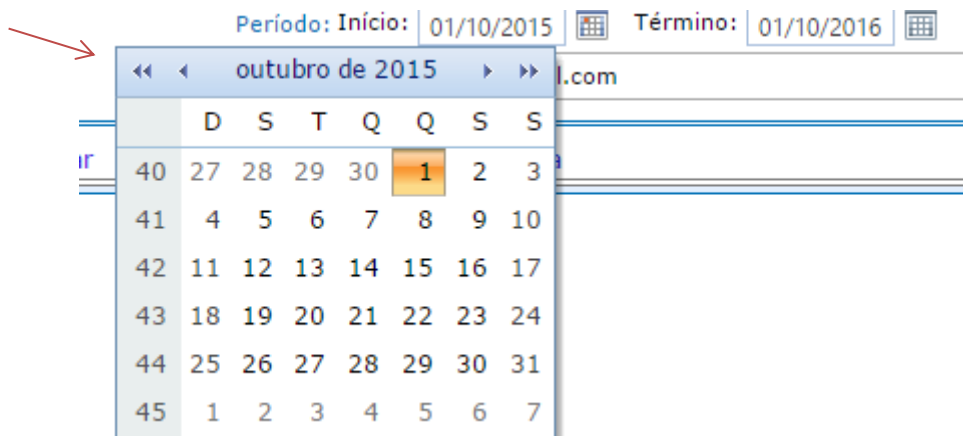 Período: Início: 01/10/2015 Término: 01/10/2016
outubro de 2015
l.com
D S T Q Q S S
ar a
40 27 28 29 30 1 2 3
41 4 5 6 7 8 9 10
42 11 12 13 14 15 16 17
43 18 19 20 21 22 23 24
44 25 26 27 28 29 30 31
45 1 2 3 4 5 6 7